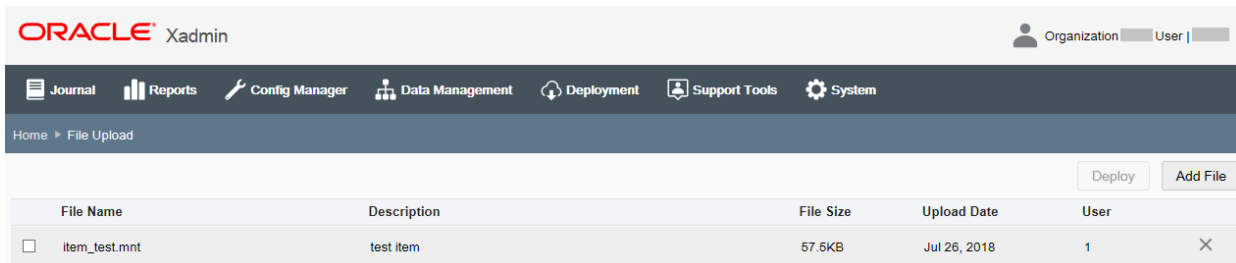 ORACLE® Xadmin
Organization User |
Journal Reports Config Manager Data Management Deployment Support Tools System
Home ▶ File Upload
Deploy Add File
File Name Description File Size Upload Date User
item_test.mnt test item 57.5KB Jul 26, 2018 1